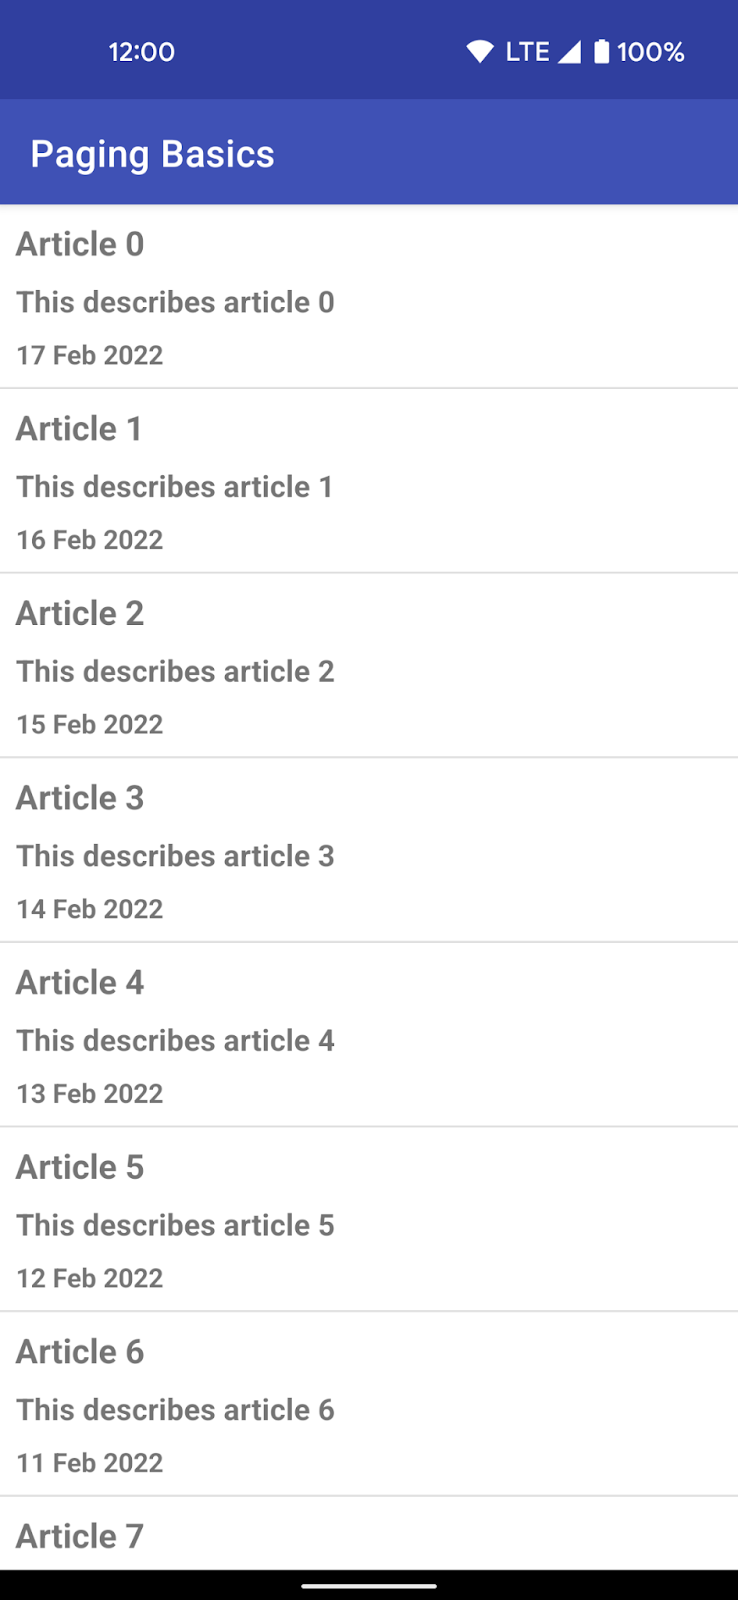 12:00 LTE 100%
Paging Basics
Article 0
This describes article 0
17 Feb 2022
Article 1
This describes article 1
16 Feb 2022
Article 2
This describes article 2
15 Feb 2022
Article 3
This describes article 3
14 Feb 2022
Article 4
This describes article 4
13 Feb 2022
Article 5
This describes article 5
12 Feb 2022
Article 6
This describes article 6
11 Feb 2022
Article 7